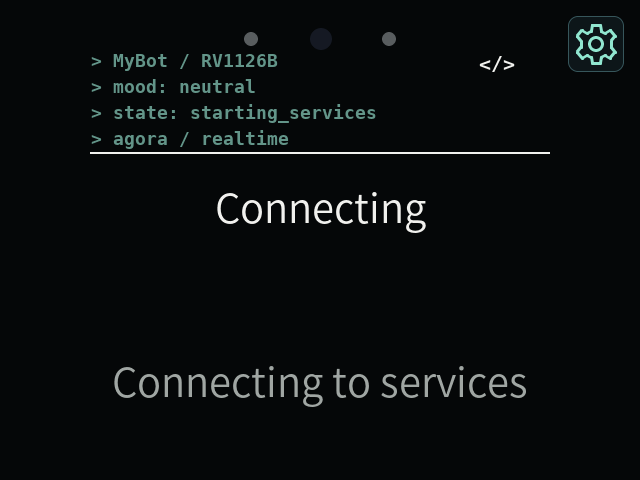 > MyBot / RV1126B
</>
> mood: neutral
> state: starting_services
> agora / realtime
Connecting
Connecting to services